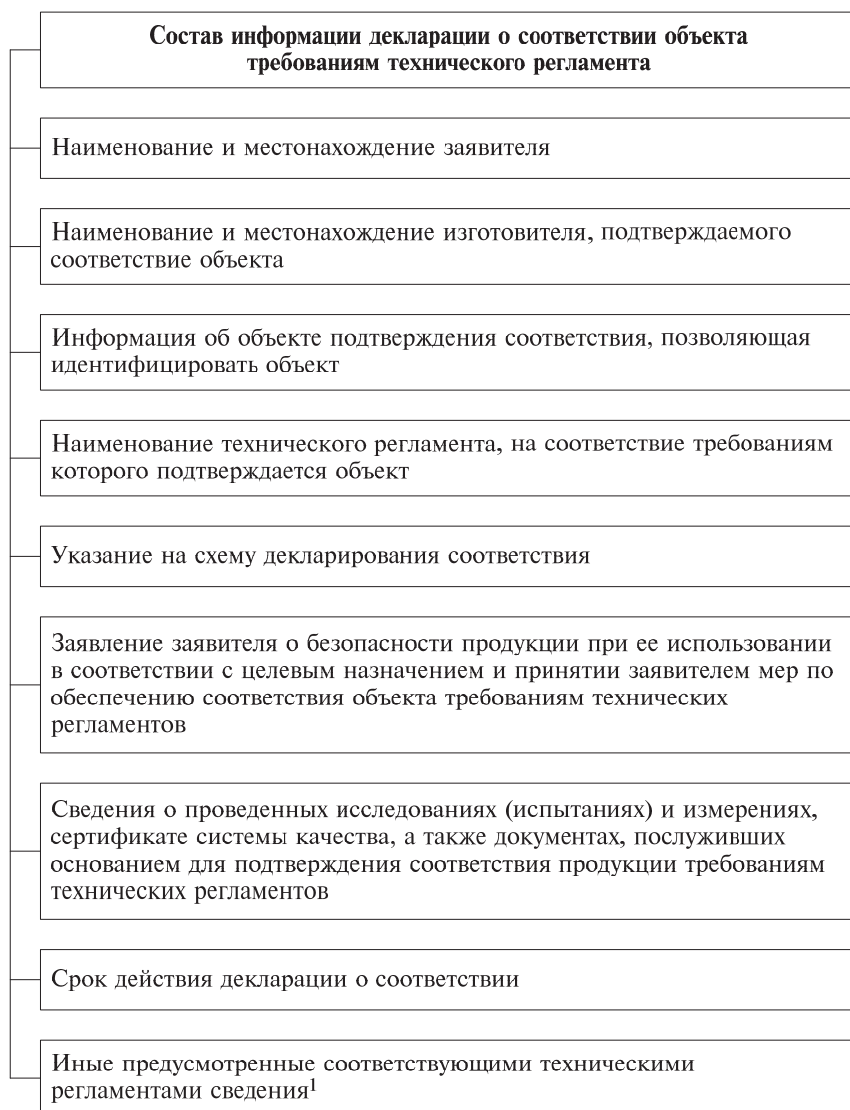 Состав информации декларации о соответствии объекта
требованиям технического регламента
Наименование и местонахождение заявителя
Наименование и местонахождение изготовителя, подтверждаемого
соответствие объекта
Информация об объекте подтверждения соответствия, позволяющая
идентифицировать объект
Наименование технического регламента, на соответствие требованиям
которого подтверждается объект
Указание на схему декларирования соответствия
Заявление заявителя о безопасности продукции при ее использовании
в соответствии с целевым назначением и принятии заявителем мер по
обеспечению соответствия объекта требованиям технических
регламентов
Сведения о проведенных исследованиях (испытаниях) и измерениях,
сертификате системы качества, а также документах, послуживших
основанием для подтверждения соответствия продукции требованиям
технических регламентов
Срок действия декларации о соответствии
Иные предусмотренные соответствующими техническими
регламентами сведения¹